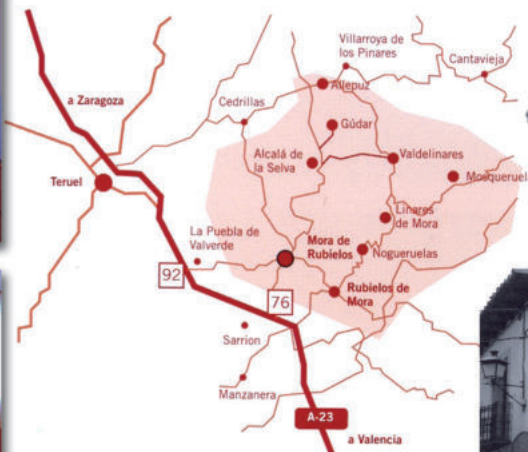 Villarroya de
los Pinares
Cantavieja
a Zaragoza
Allepuz
Cedrillas
Gúdar
Alcalá de
la Selva
Valdelinares
Teruel
Mosqueruela
Linares
de Mora
La Puebla de
Valverde
Mora de
Rubielos
Nogueruelas
92
76
Rubielos de
Mora
Sarrion
Manzanera
A-23
a Valencia